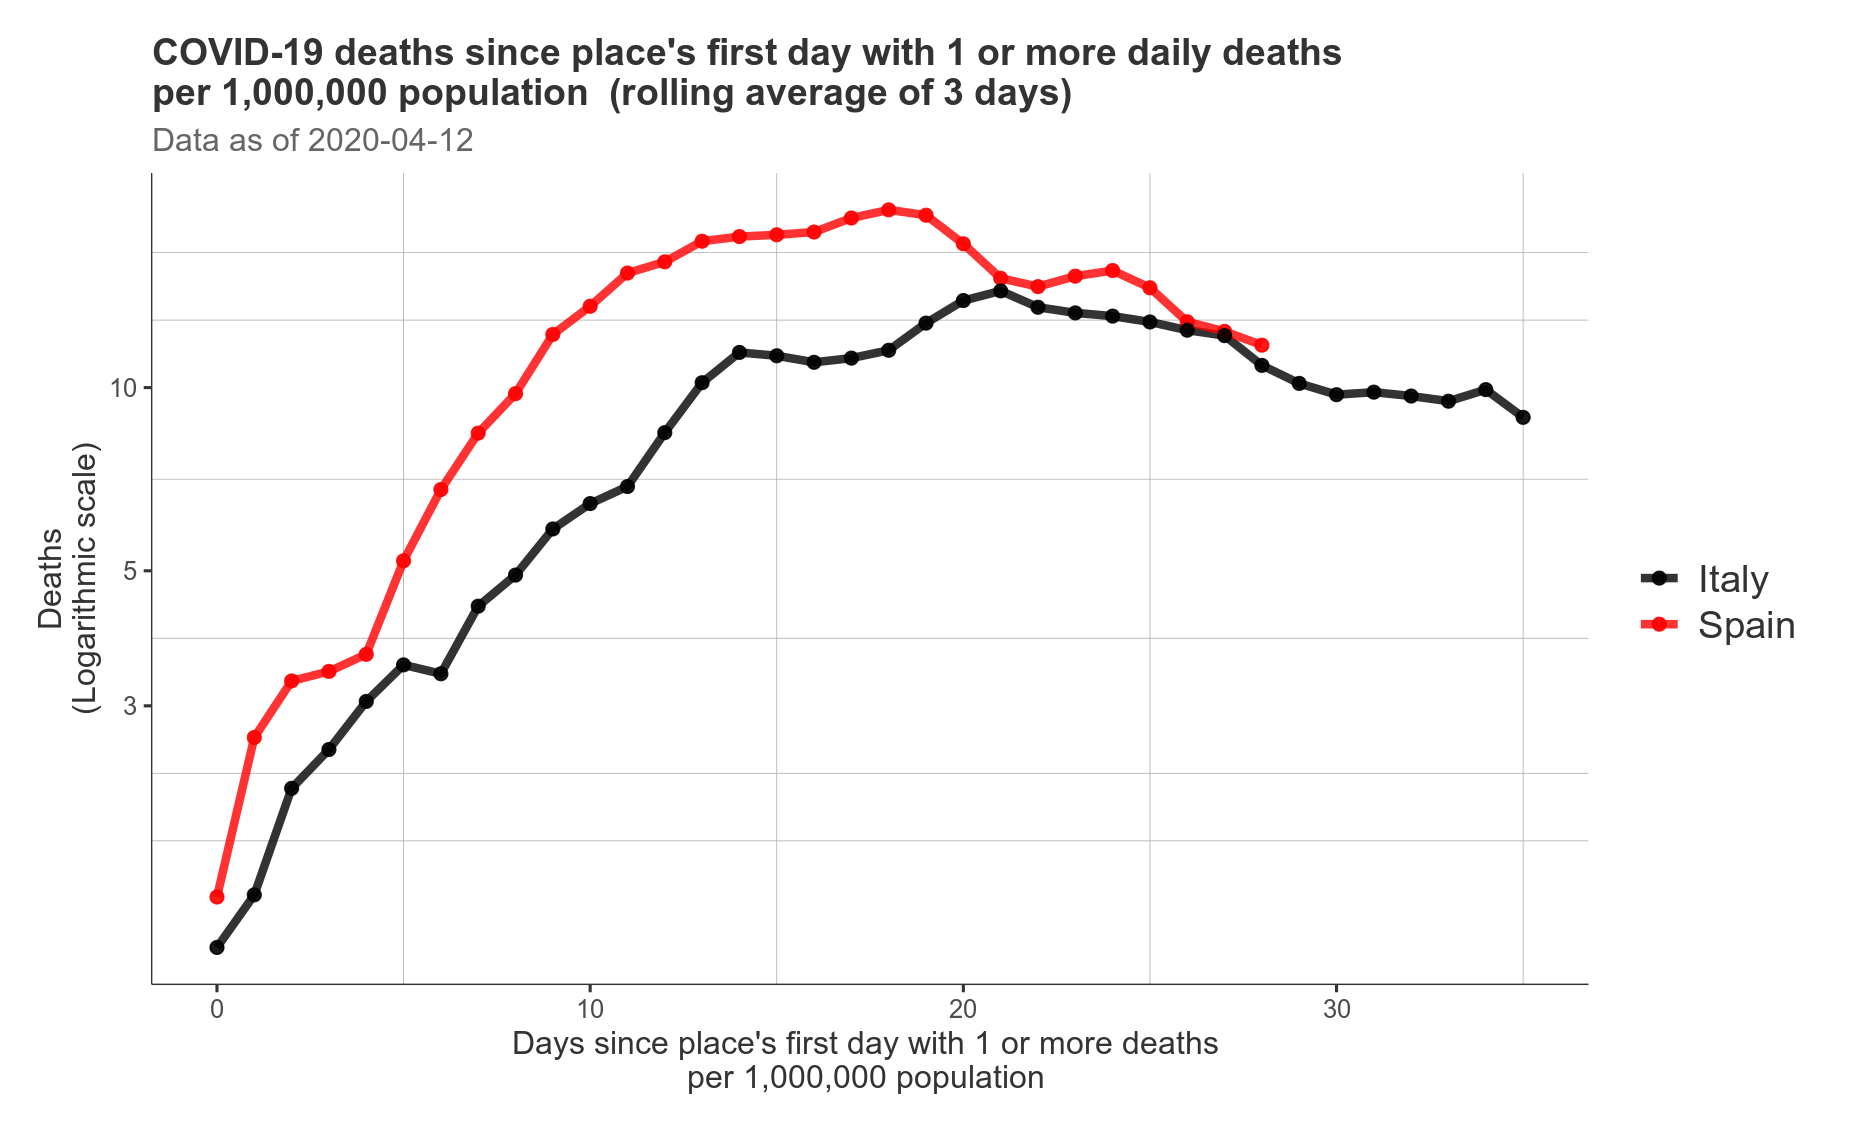 COVID-19 deaths since place's first day with 1 or more daily deaths
per 1,000,000 population  (rolling average of 3 days)
Data as of 2020-04-12
10
5
3
Deaths
(Logarithmic scale)
0 10 20 30
Days since place's first day with 1 or more deaths
per 1,000,000 population
Italy
Spain